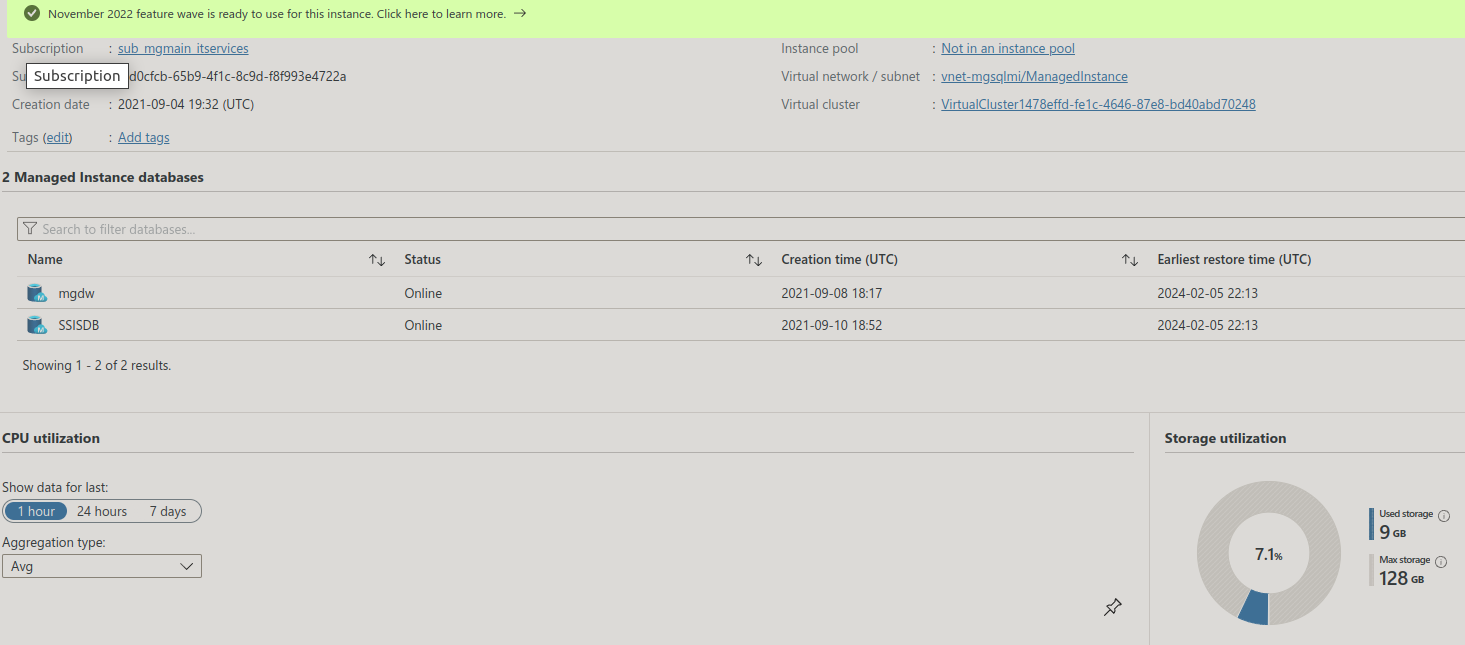 November 2022 feature wave is ready to use for this instance. Click here to learn more. →
Subscription : sub_mgmain_itservices
Su
Subscription
d0cfcb-65b9-4f1c-8c9d-f8f993e4722a
Creation date : 2021-09-04 19:32 (UTC)
Tags (edit) : Add tags
Instance pool : Not in an instance pool
Virtual network / subnet : vnet-mgsqlmi/ManagedInstance
Virtual cluster : VirtualCluster1478effd-fe1c-4646-87e8-bd40abd70248
2 Managed Instance databases
Search to filter databases...
Name Status Creation time (UTC) Earliest restore time (UTC)
mgdw Online 2021-09-08 18:17 2024-02-05 22:13
SSISDB Online 2021-09-10 18:52 2024-02-05 22:13
Showing 1 - 2 of 2 results.
CPU utilization
Show data for last:
1 hour 24 hours 7 days
Aggregation type:
Avg
Storage utilization
7.1%
Used storage
9 GB
Max storage
128 GB